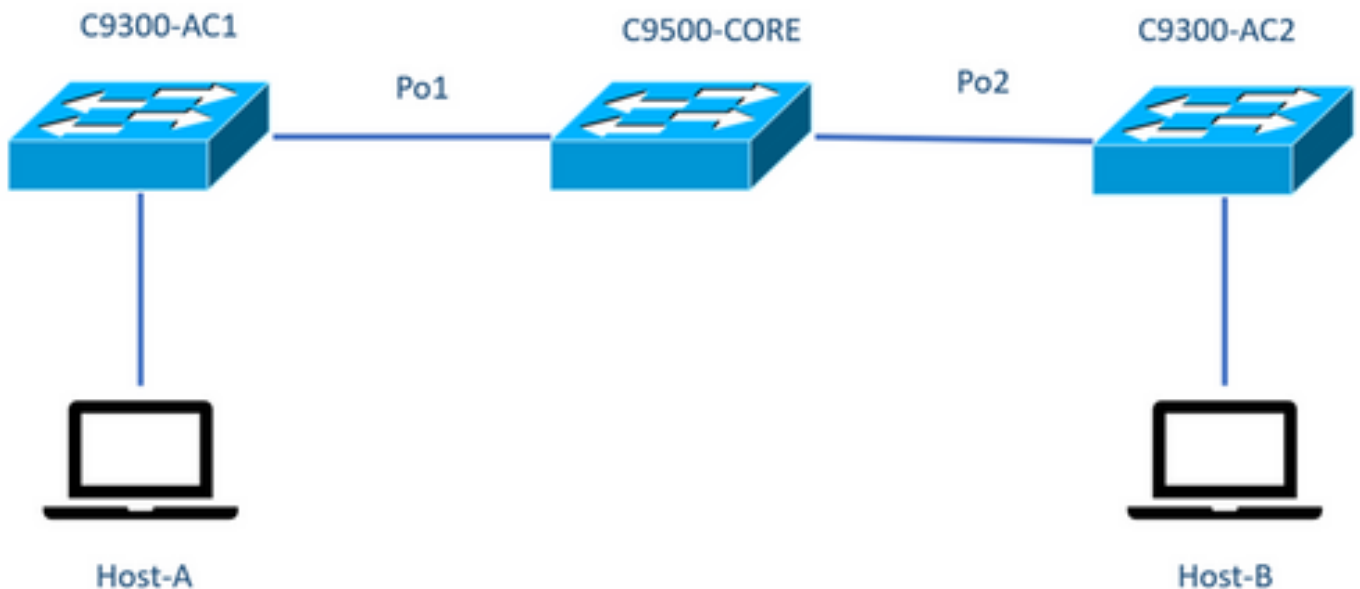 C9300-AC1
C9500-CORE
C9300-AC2
Po1
Po2
Host-A
Host-B